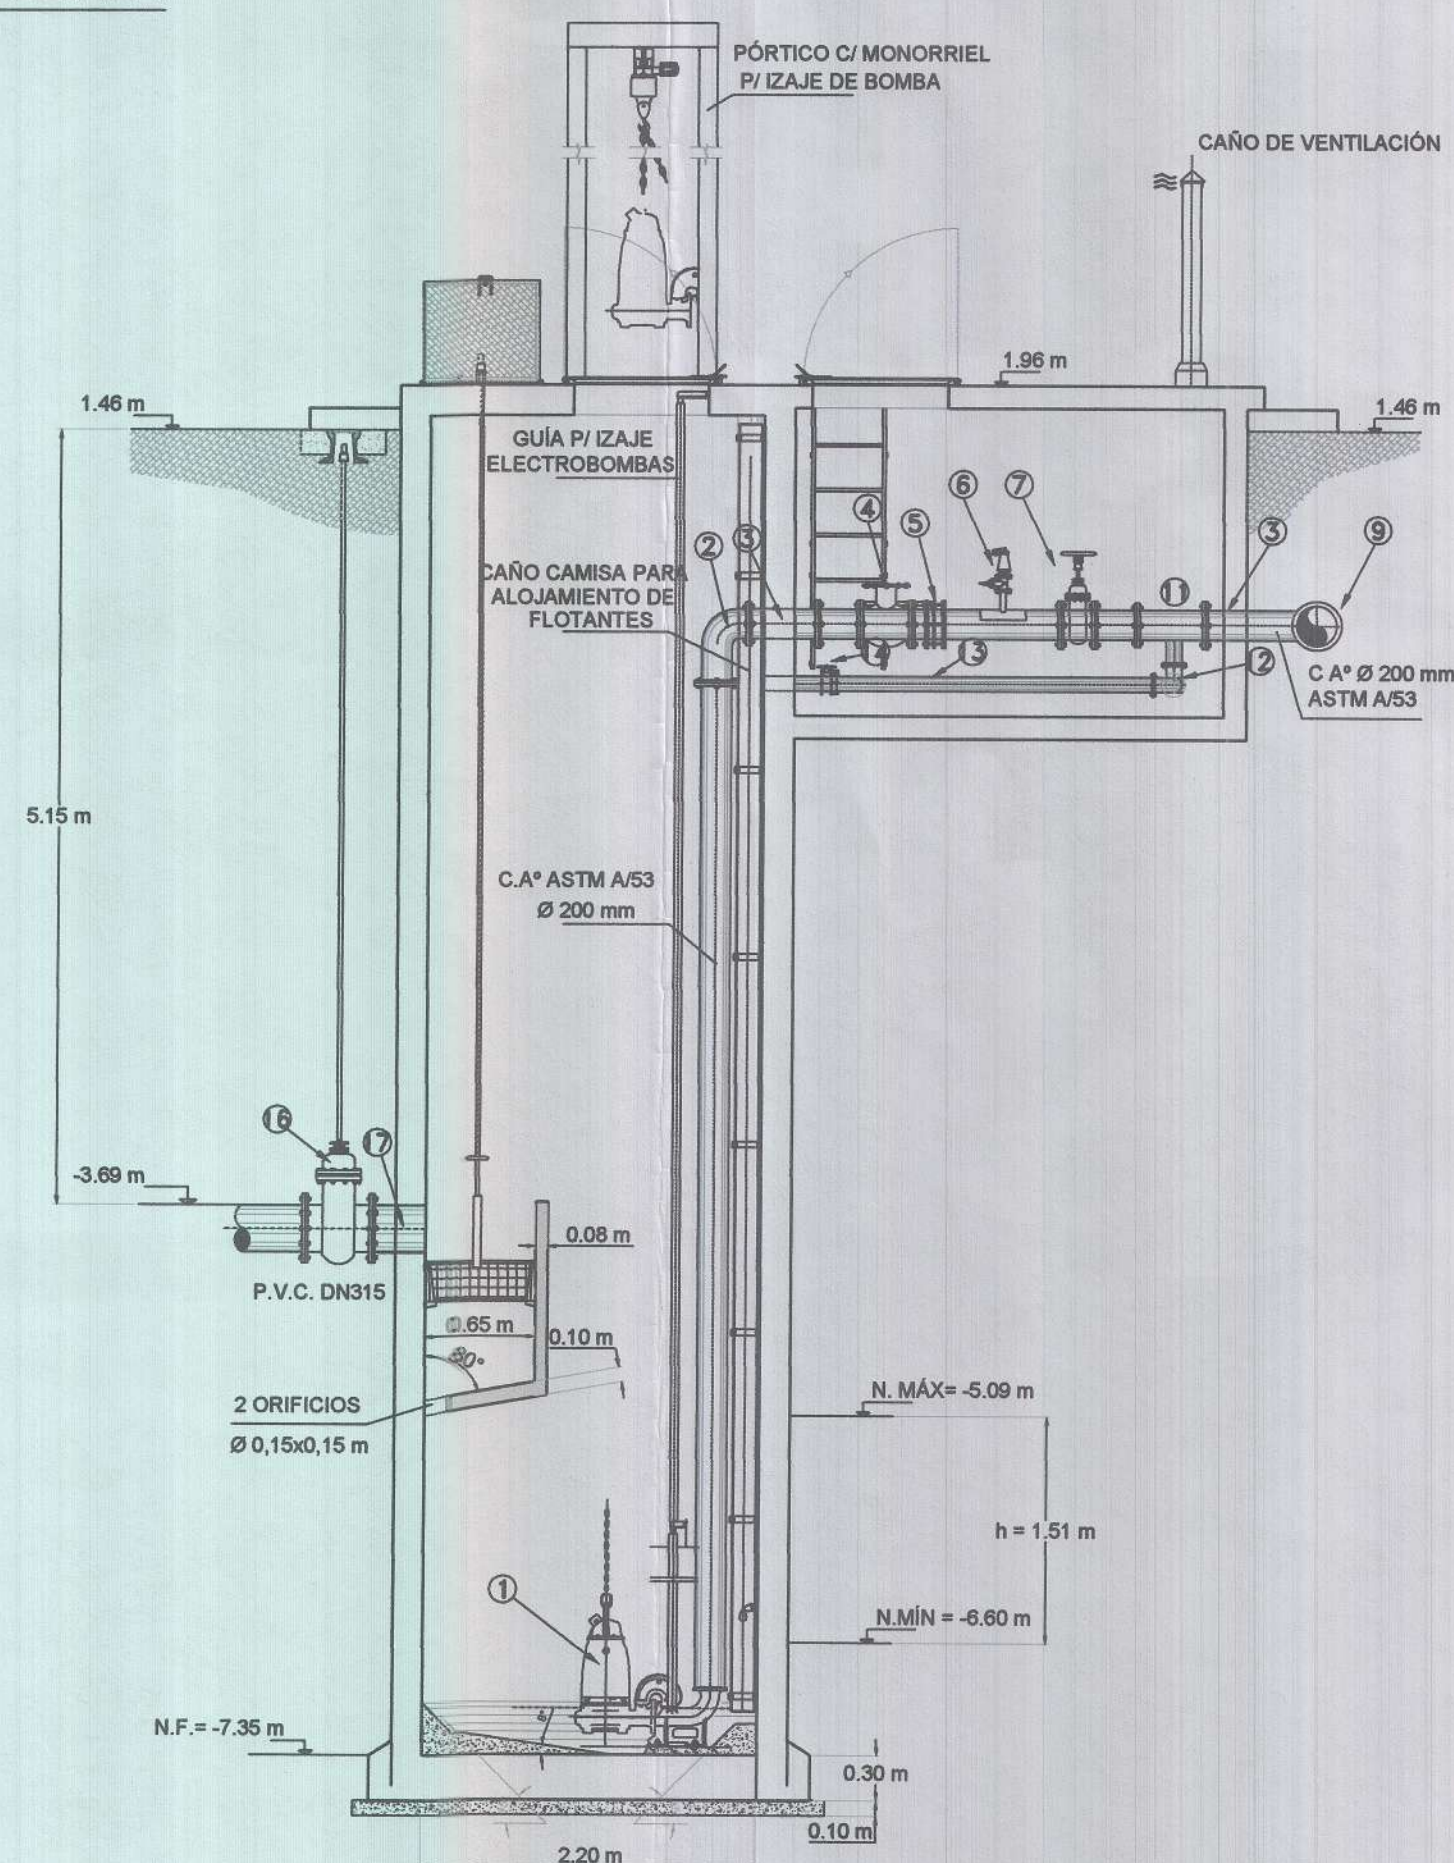 PÓRTICO C/ MONORRIEL
P/ IZAJE DE BOMBA
CAÑO DE VENTILACIÓN
1.96 m
1.46 m
1.46 m
GUÍA P/ IZAJE
ELECTROBOMBAS
6
7
4
5
2
3
3
9
CAÑO CAMISA PARA
ALOJAMIENTO DE
FLOTANTES
11
14
13
12
C Aº Ø 200 mm
ASTM A/53
5.15 m
C.Aº ASTM A/53
Ø 200 mm
16
17
-3.69 m
0.08 m
P.V.C. DN315
0.65 m
0.10 m
80°
2 ORIFICIOS
Ø 0,15x0,15 m
N. MÁX= -5.09 m
h = 1.51 m
1
N.MÍN = -6.60 m
N.F.= -7.35 m
0.30 m
0.10 m
2.20 m